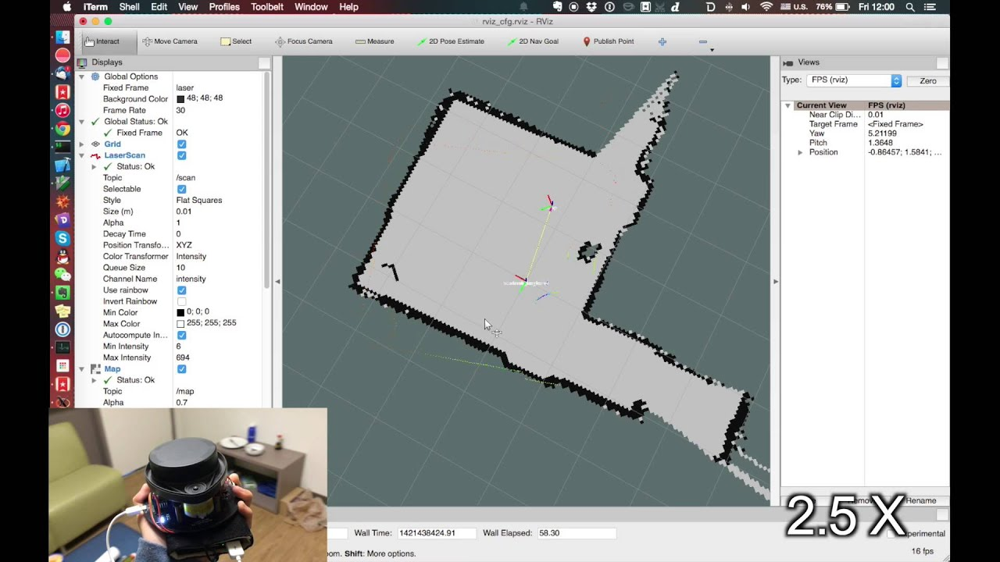 iTerm Shell Edit View Profiles Toolbelt Window Help U.S. 76% Fri 12:00
rviz_cfg.rviz - RViz
Interact Move Camera Select Focus Camera Measure 2D Pose Estimate 2D Nav Goal Publish Point
Displays
Global Options
Fixed Frame laser
Background Color 48; 48; 48
Frame Rate 30
Global Status: Ok
Fixed Frame OK
Grid
LaserScan
Status: Ok
Topic /scan
Selectable
Style Flat Squares
Size (m) 0.01
Alpha 1
Decay Time 0
Position Transfo...  XYZ
Color Transformer Intensity
Queue Size 10
Channel Name intensity
Use rainbow
Invert Rainbow
Min Color 0; 0; 0
Max Color 255; 255; 255
Autocompute In...
Min Intensity 6
Max Intensity 694
Map
Status: Ok
Topic /map
Alpha 0.7
Views
Type: FPS (rviz) Zero
Current View FPS (rviz)
Near Clip Di... 0.01
Target Frame <Fixed Frame>
Yaw 5.21199
Pitch 1.3648
Position -0.86457; 1.5841; ...
Rename
2.5 X
Wall Time: 1421438424.91 Wall Elapsed: 58.30
Shift: More options.
16 fps